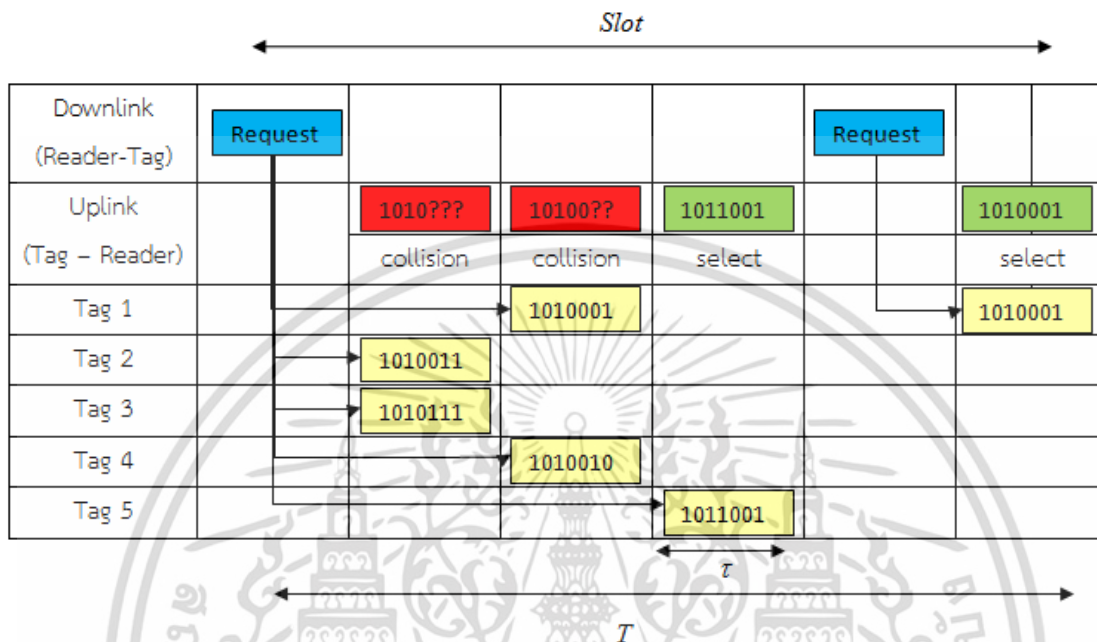 Slot
Downlink
(Reader-Tag)
Request
Request
Uplink
(Tag – Reader)
1010???
10100??
1011001
1010001
collision
collision
select
select
Tag 1
1010001
1010001
Tag 2
1010011
Tag 3
1010111
Tag 4
1010010
Tag 5
1011001
τ
T